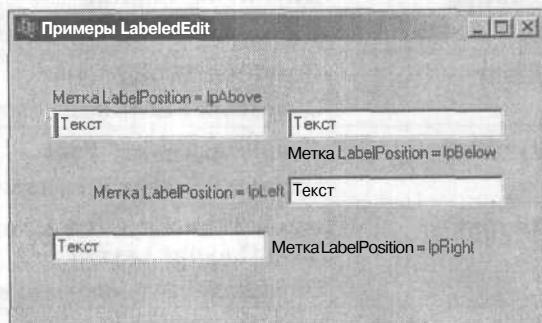 Примеры LabeledEdit
Метка LabelPosition = lpAbove
Текст
Текст
Метка LabelPosition = lpBelow
Метка LabelPosition = lpLeft
Текст
Текст
Метка LabelPosition = lpRight